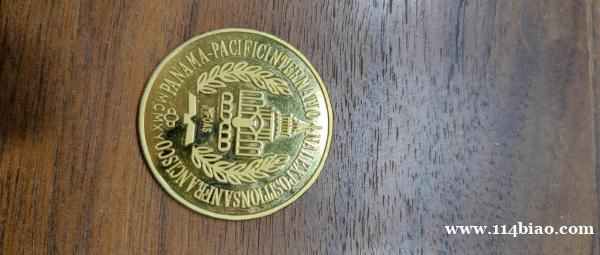 PANAMA-PACIFIC INTERNATIONAL EXPOSITION SAN FRANCISCO MCMXV
www.114biao.com